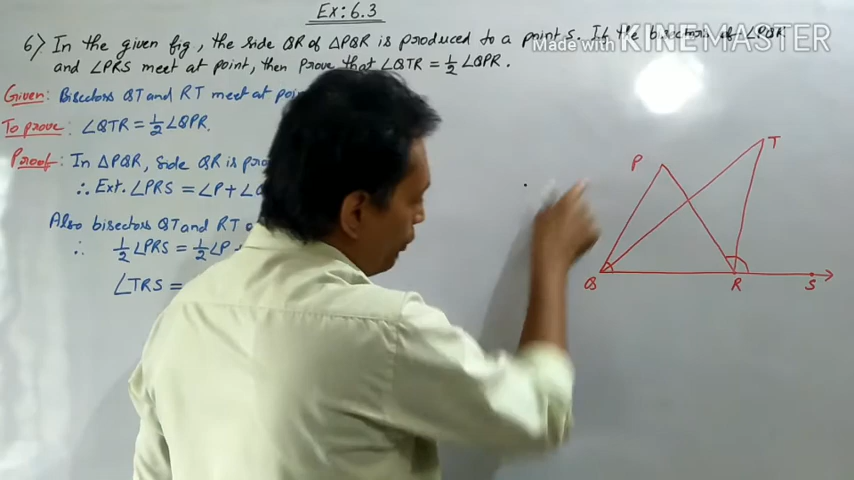 Ex: 6.3
6) In the given fig, the side QR of ΔPQR is produced to a point S. If the bisectors of ∠PQR
Made with KINEMASTER
and ∠PRS meet at point, then prove that ∠QTR = 1/2 ∠QPR.
Given: Bisectors QT and RT meet at
To prove: ∠QTR = 1/2 ∠QPR.
Proof: In ΔPQR, side QR is
∴ Ext. ∠PRS = ∠P + ∠
Also bisectors QT and RT
∴ 1/2 ∠PRS = 1/2 ∠P
∠TRS =
P
T
Q
R
S